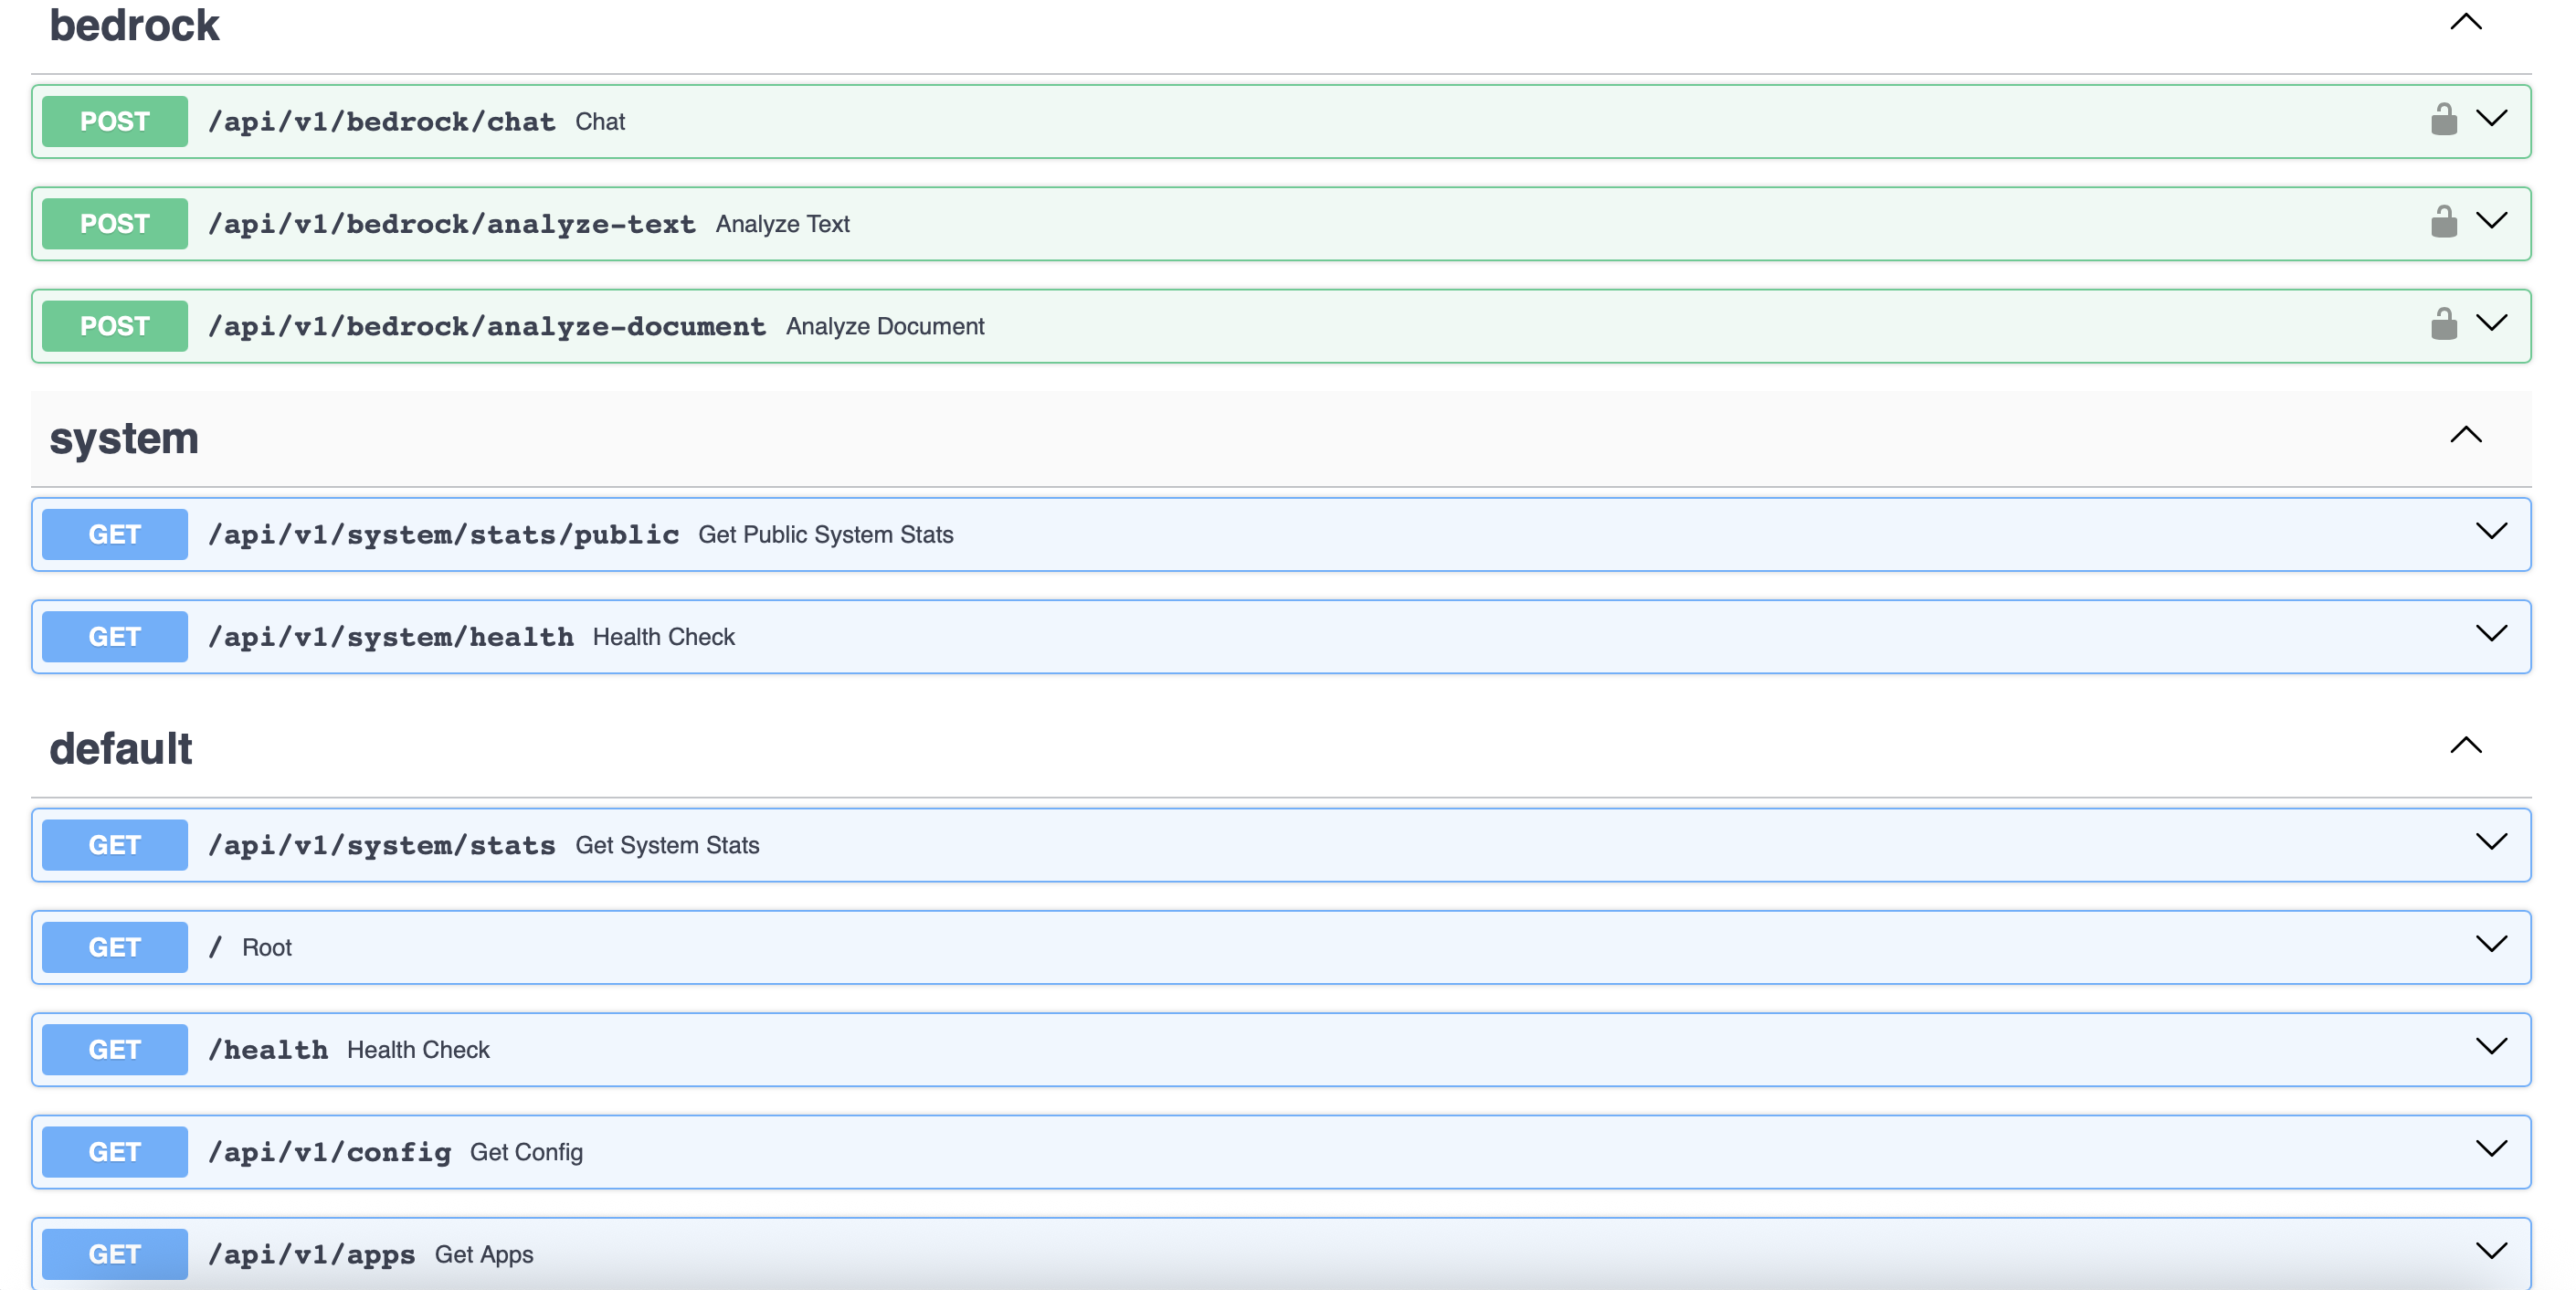 bedrock
POST /api/v1/bedrock/chat Chat
POST /api/v1/bedrock/analyze-text Analyze Text
POST /api/v1/bedrock/analyze-document Analyze Document
system
GET /api/v1/system/stats/public Get Public System Stats
GET /api/v1/system/health Health Check
default
GET /api/v1/system/stats Get System Stats
GET / Root
GET /health Health Check
GET /api/v1/config Get Config
GET /api/v1/apps Get Apps